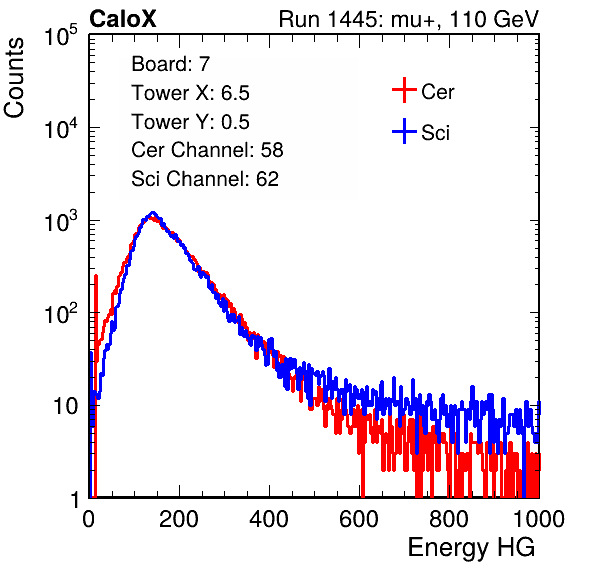 CaloX Run 1445: mu+, 110 GeV
Counts
Board: 7
Tower X: 6.5
Tower Y: 0.5
Cer Channel: 58
Sci Channel: 62
Cer
Sci
10^5
10^4
10^3
10^2
10
1
0 200 400 600 800 1000
Energy HG